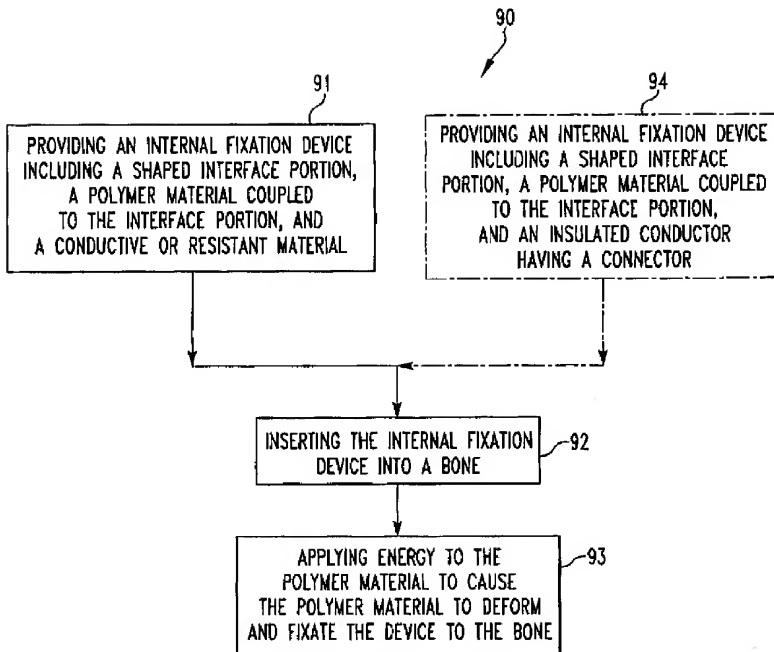 90
91
PROVIDING AN INTERNAL FIXATION DEVICE
INCLUDING A SHAPED INTERFACE PORTION,
A POLYMER MATERIAL COUPLED
TO THE INTERFACE PORTION, AND
A CONDUCTIVE OR RESISTANT MATERIAL
94
PROVIDING AN INTERNAL FIXATION DEVICE
INCLUDING A SHAPED INTERFACE
PORTION, A POLYMER MATERIAL COUPLED
TO THE INTERFACE PORTION,
AND AN INSULATED CONDUCTOR
HAVING A CONNECTOR
INSERTING THE INTERNAL FIXATION
DEVICE INTO A BONE
92
APPLYING ENERGY TO THE
POLYMER MATERIAL TO CAUSE
THE POLYMER MATERIAL TO DEFORM
AND FIXATE THE DEVICE TO THE BONE
93